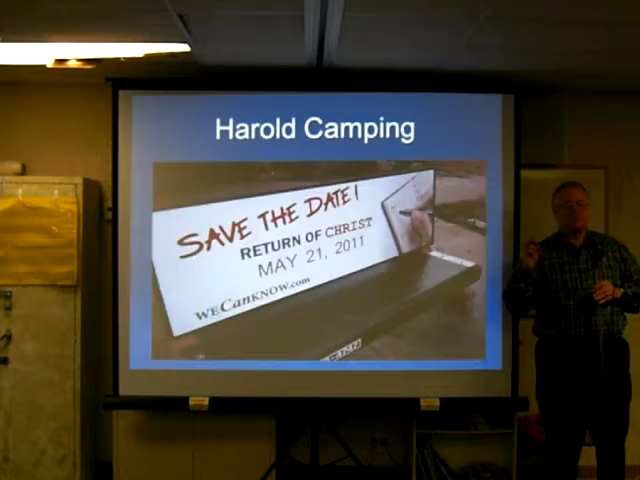 Harold Camping
SAVE THE DATE!
RETURN OF CHRIST
MAY 21, 2011
WECanKNOW.com